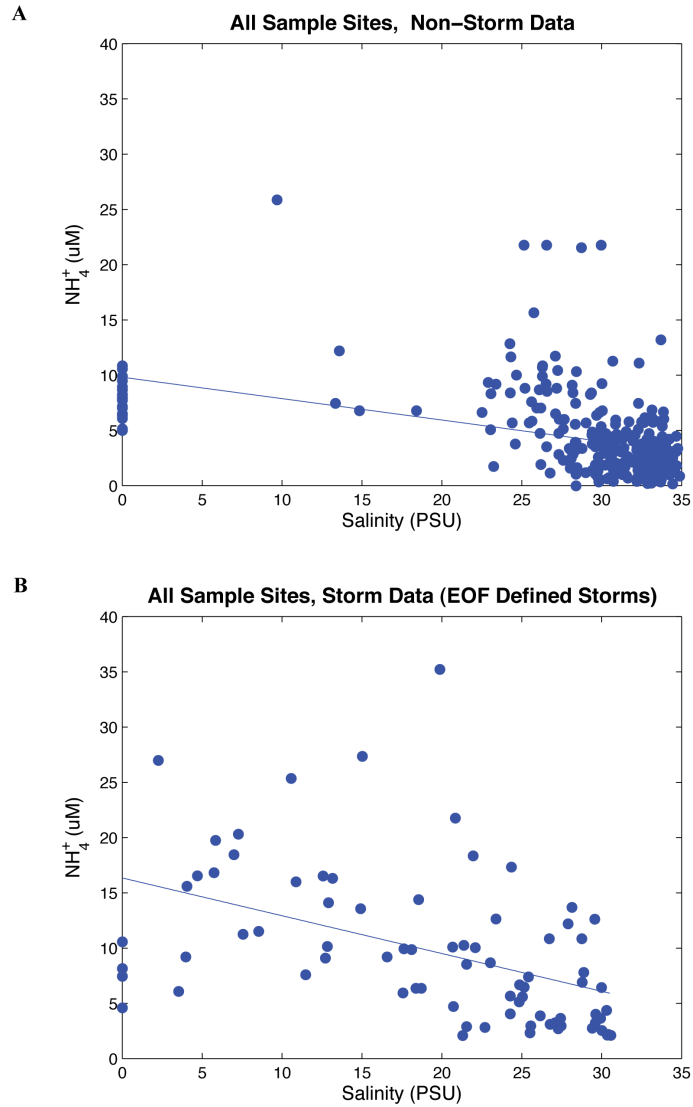 A
All Sample Sites,  Non–Storm Data
40
35
30
25
20
15
10
5
0
NH4+ (uM)
0 5 10 15 20 25 30 35
Salinity (PSU)
B
All Sample Sites, Storm Data (EOF Defined Storms)
40
35
30
25
20
15
10
5
0
NH4+ (uM)
0 5 10 15 20 25 30 35
Salinity (PSU)